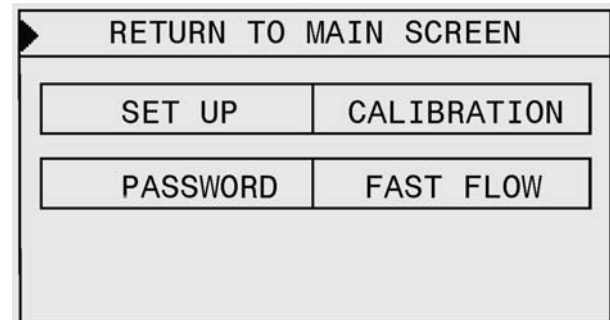 RETURN TO MAIN SCREEN
SET UP CALIBRATION
PASSWORD FAST FLOW